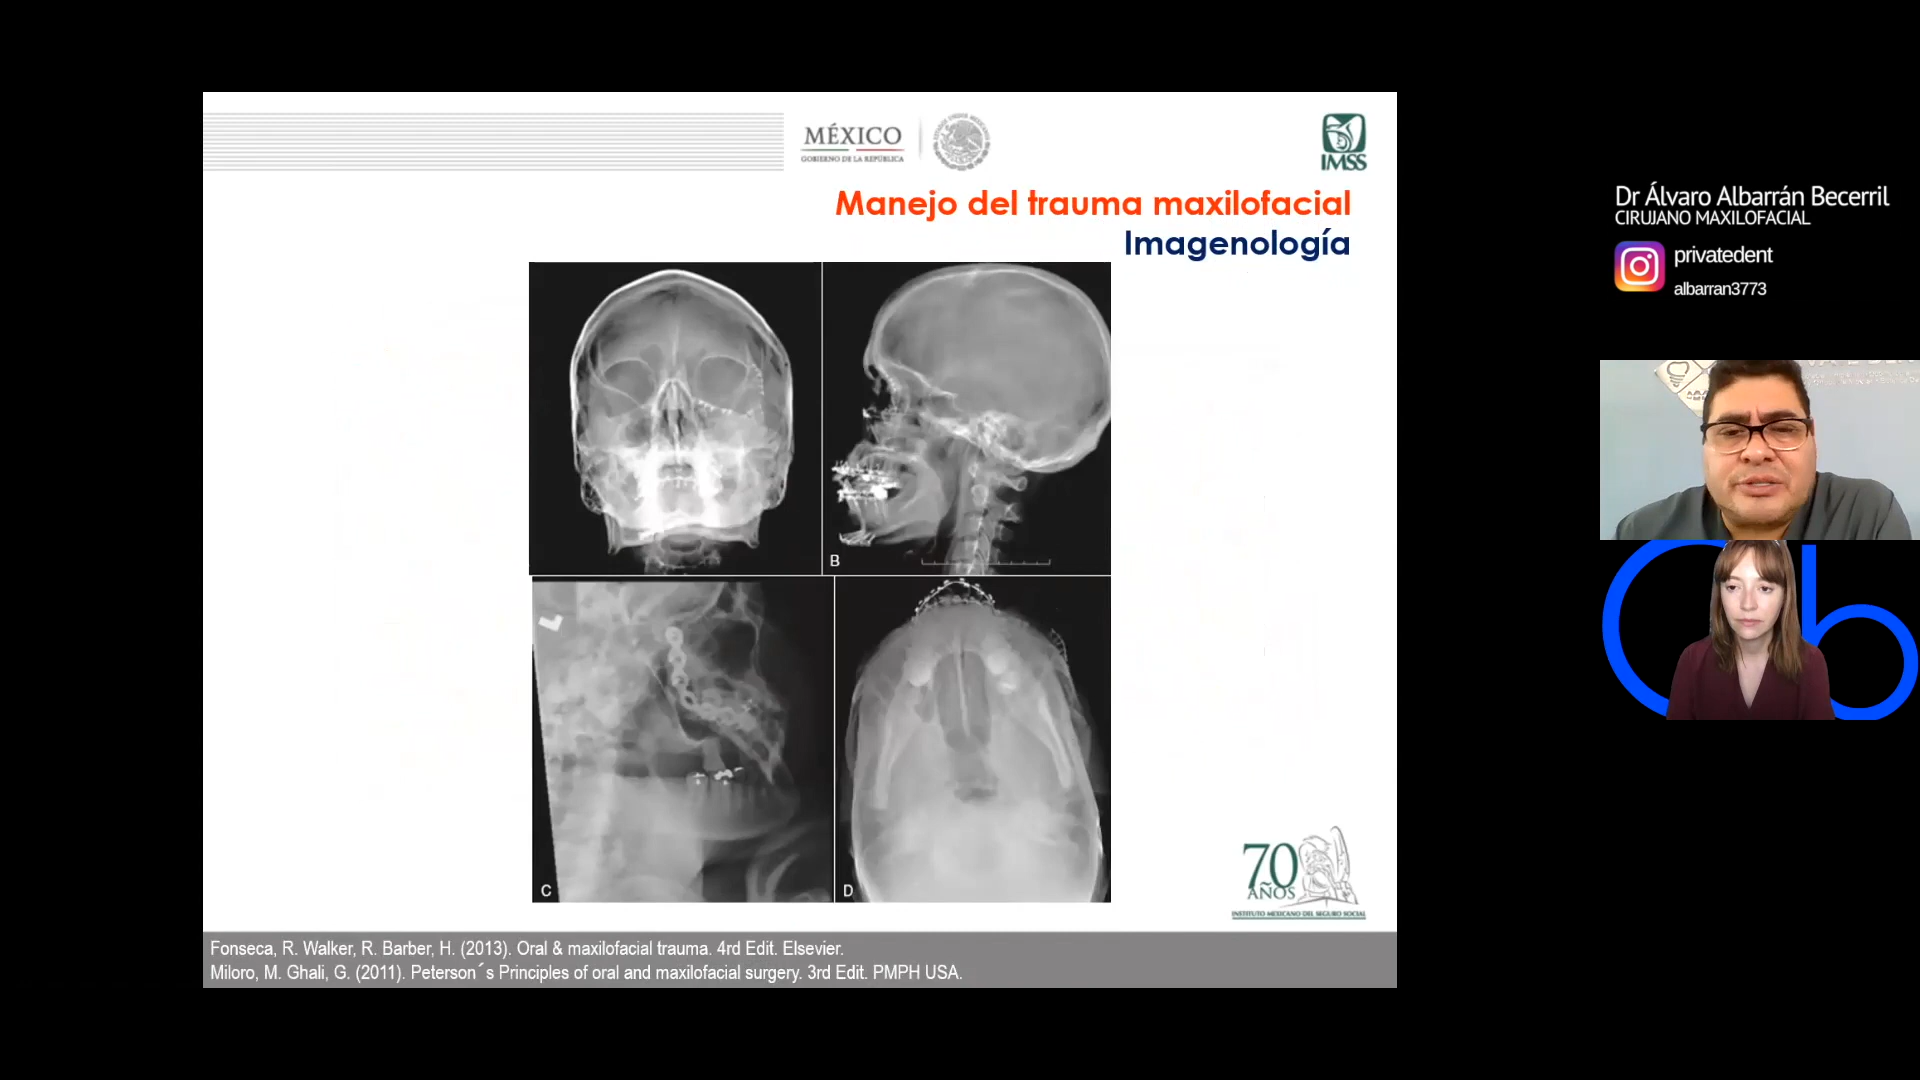 MÉXICO
GOBIERNO DE LA REPÚBLICA
IMSS
Manejo del trauma maxilofacial
Imagenología
B
C
D
70
AÑOS
INSTITUTO MEXICANO DEL SEGURO SOCIAL
Fonseca, R. Walker, R. Barber, H. (2013). Oral & maxilofacial trauma. 4rd Edit. Elsevier.
Miloro, M. Ghali, G. (2011). Peterson´s Principles of oral and maxilofacial surgery. 3rd Edit. PMPH USA.
Dr Álvaro Albarrán Becerril
CIRUJANO MAXILOFACIAL
privatedent
albarran3773